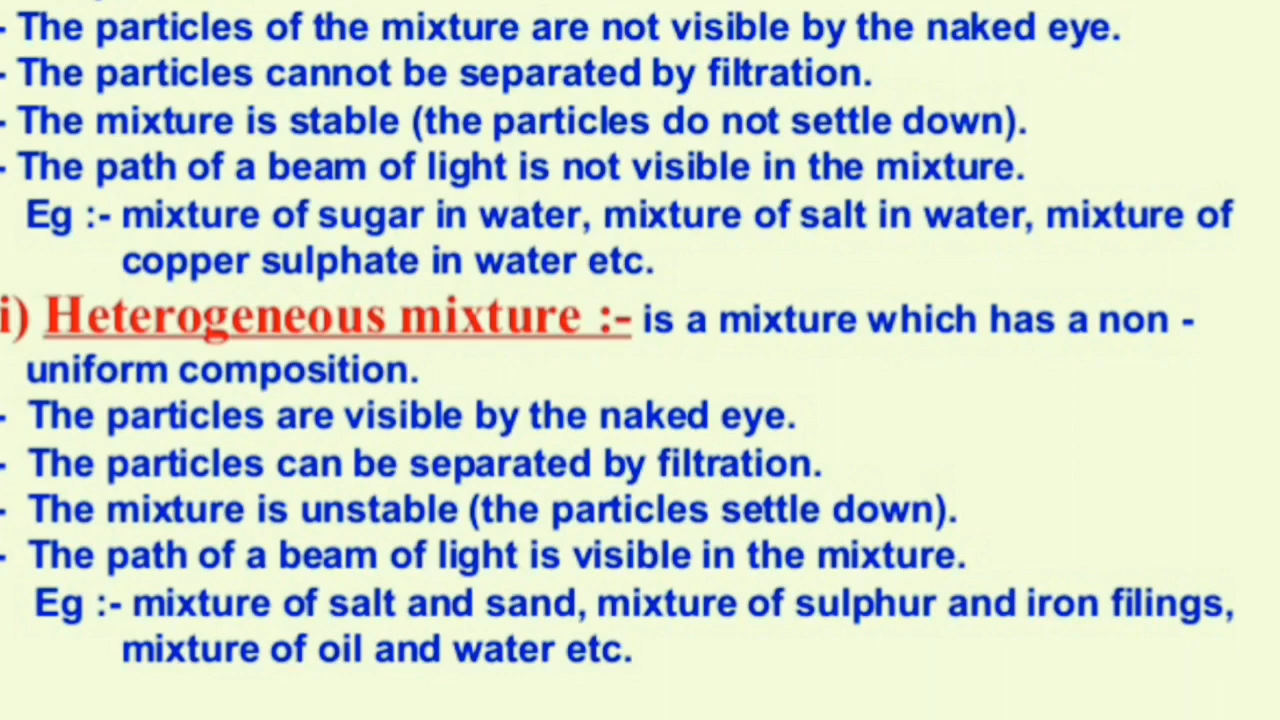 - The particles of the mixture are not visible by the naked eye.
- The particles cannot be separated by filtration.
- The mixture is stable (the particles do not settle down).
- The path of a beam of light is not visible in the mixture.
Eg :- mixture of sugar in water, mixture of salt in water, mixture of
copper sulphate in water etc.
i) Heterogeneous mixture :- is a mixture which has a non -
uniform composition.
- The particles are visible by the naked eye.
- The particles can be separated by filtration.
- The mixture is unstable (the particles settle down).
- The path of a beam of light is visible in the mixture.
Eg :- mixture of salt and sand, mixture of sulphur and iron filings,
mixture of oil and water etc.